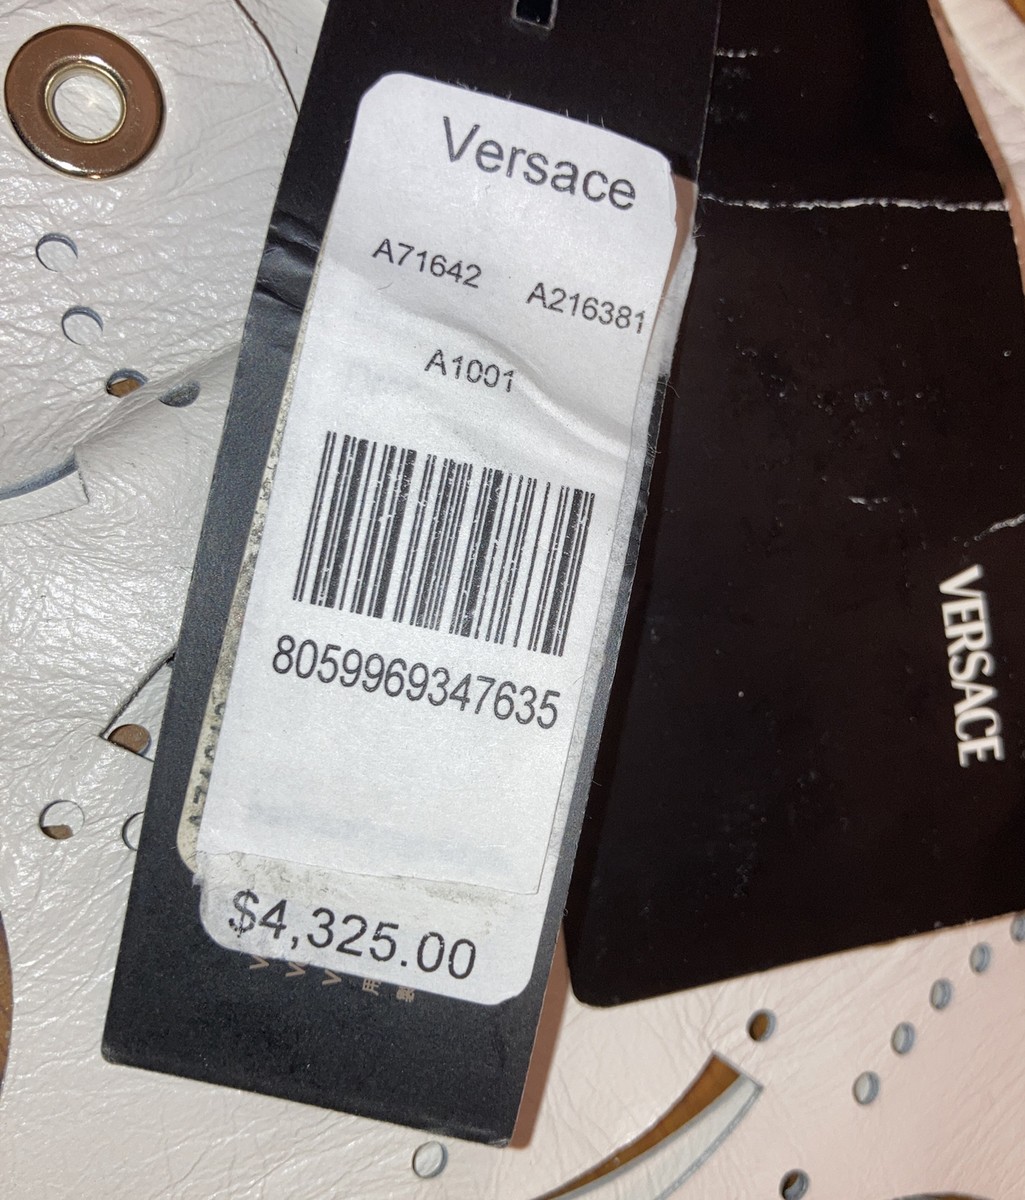 Versace
A71642 A216381
A1001
8059969347635
$4,325.00
VERSACE